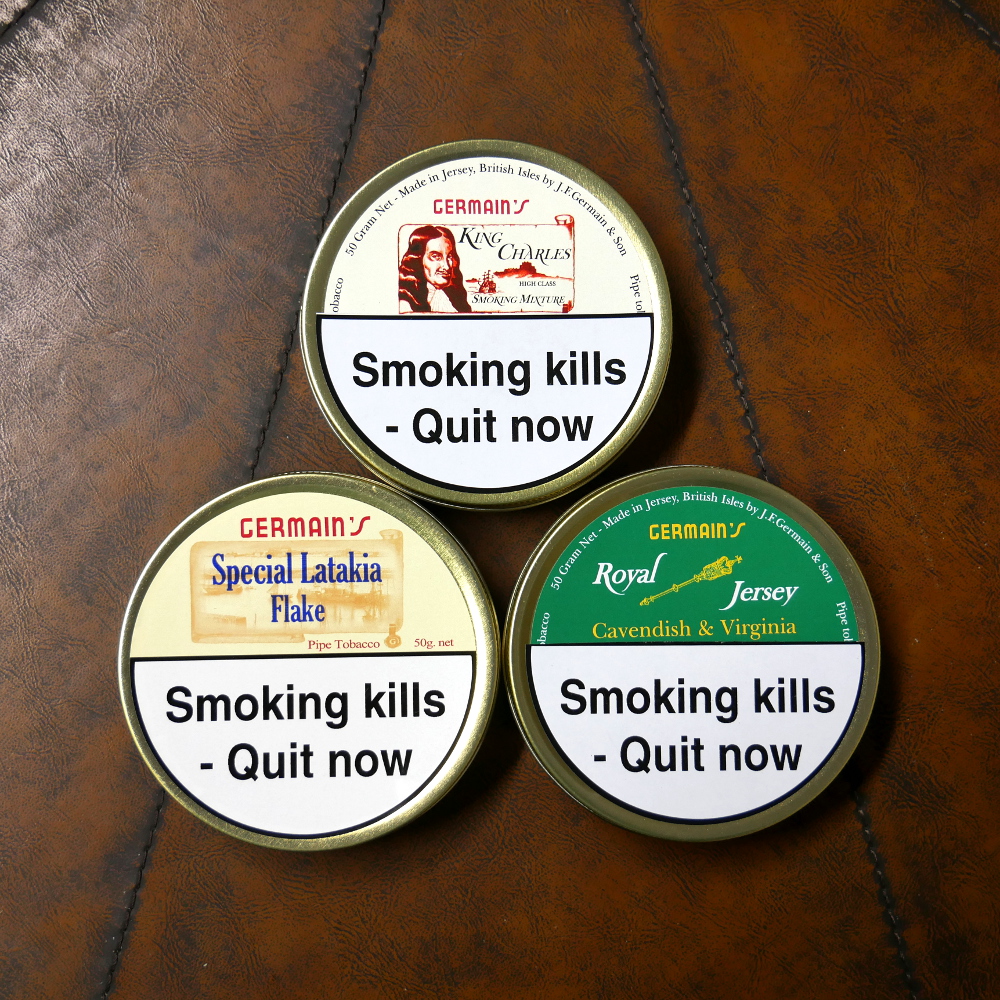 50 Gram Net - Made in Jersey, British Isles by J.F.Germain & Son
GERMAIN'S
KING
CHARLES
HIGH CLASS
SMOKING MIXTURE
Pipe
Smoking kills
- Quit now
GERMAIN'S
Special Latakia
Flake
Pipe Tobacco 50g. net
Smoking kills
- Quit now
50 Gram Net - Made in Jersey, British Isles by J.F.Germain & Son
GERMAIN'S
Royal
Jersey
Cavendish & Virginia
Pipe
Smoking kills
- Quit now